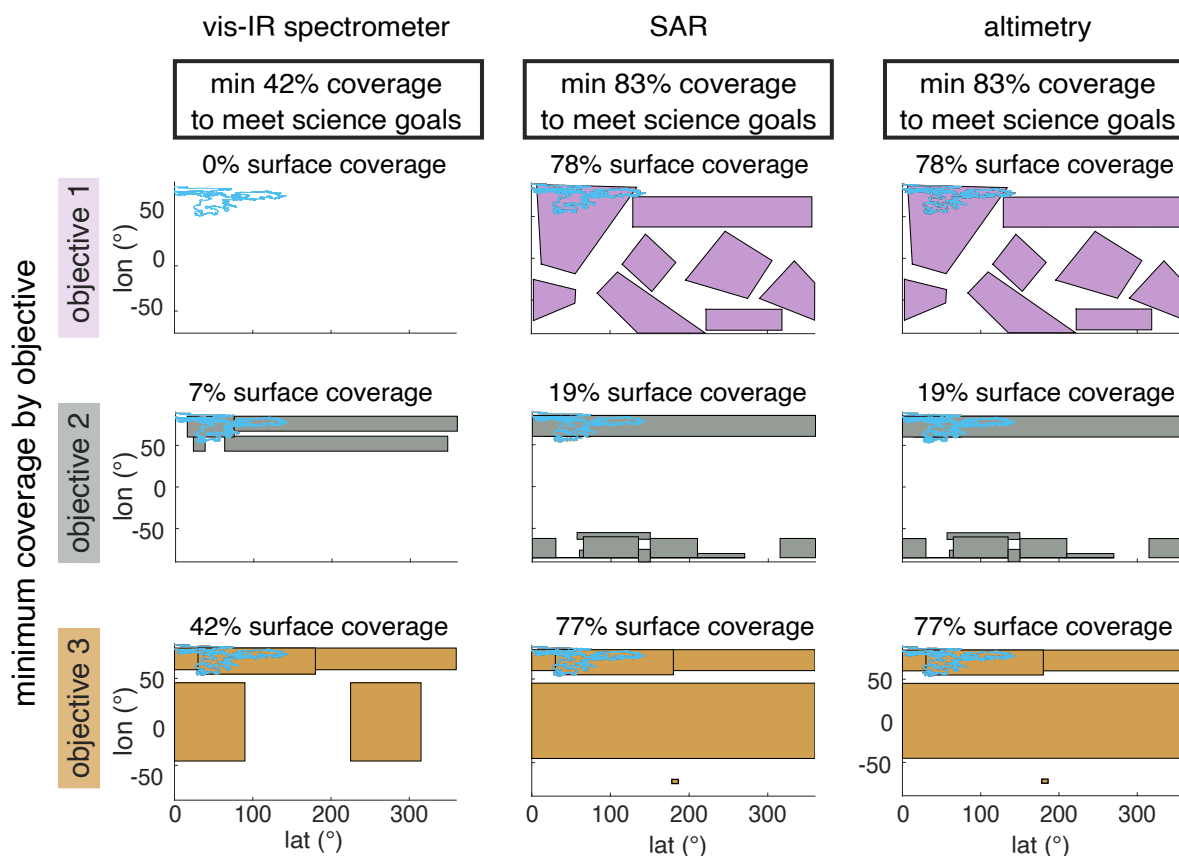 vis-IR spectrometer
SAR
altimetry
min 42% coverage
to meet science goals
min 83% coverage
to meet science goals
min 83% coverage
to meet science goals
minimum coverage by objective
objective 1
0% surface coverage
78% surface coverage
78% surface coverage
lon (°)
50
0
-50
objective 2
7% surface coverage
19% surface coverage
19% surface coverage
lon (°)
50
0
-50
objective 3
42% surface coverage
77% surface coverage
77% surface coverage
lon (°)
50
0
-50
50
0
-50
0 100 200 300
lat (°)
0 100 200 300
lat (°)
0 100 200 300
lat (°)